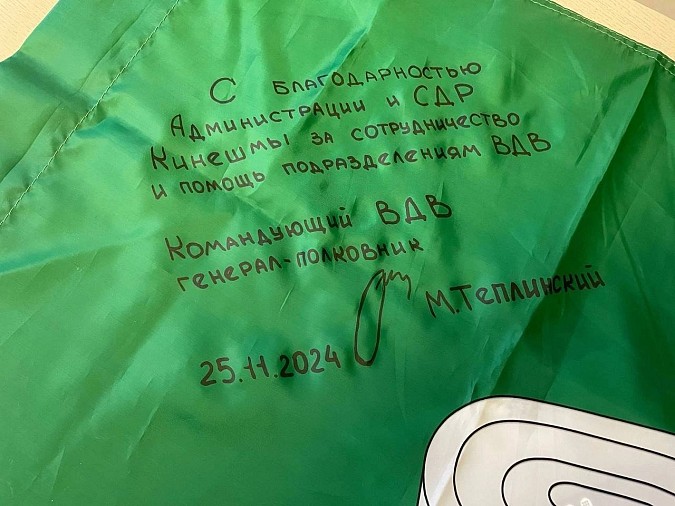 С БЛАГОДАРНОСТЬЮ
АДМИНИСТРАЦИИ И СДР
КИНЕШМЫ ЗА СОТРУДНИЧЕСТВО
И ПОМОЩЬ ПОДРАЗДЕЛЕНИЯМ ВДВ
КОМАНДУЮЩИЙ ВДВ
ГЕНЕРАЛ-ПОЛКОВНИК
М.ТЕПЛИНСКИЙ
25.11.2024